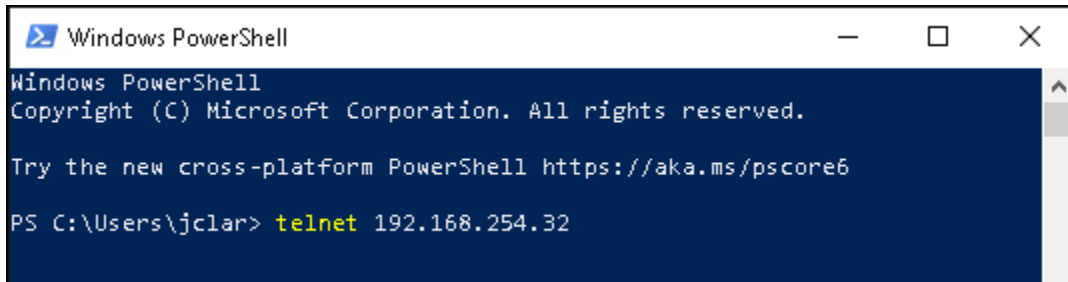 Windows PowerShell
Windows PowerShell
Copyright (C) Microsoft Corporation. All rights reserved.
Try the new cross-platform PowerShell https://aka.ms/pscore6
PS C:\Users\jclar> telnet 192.168.254.32